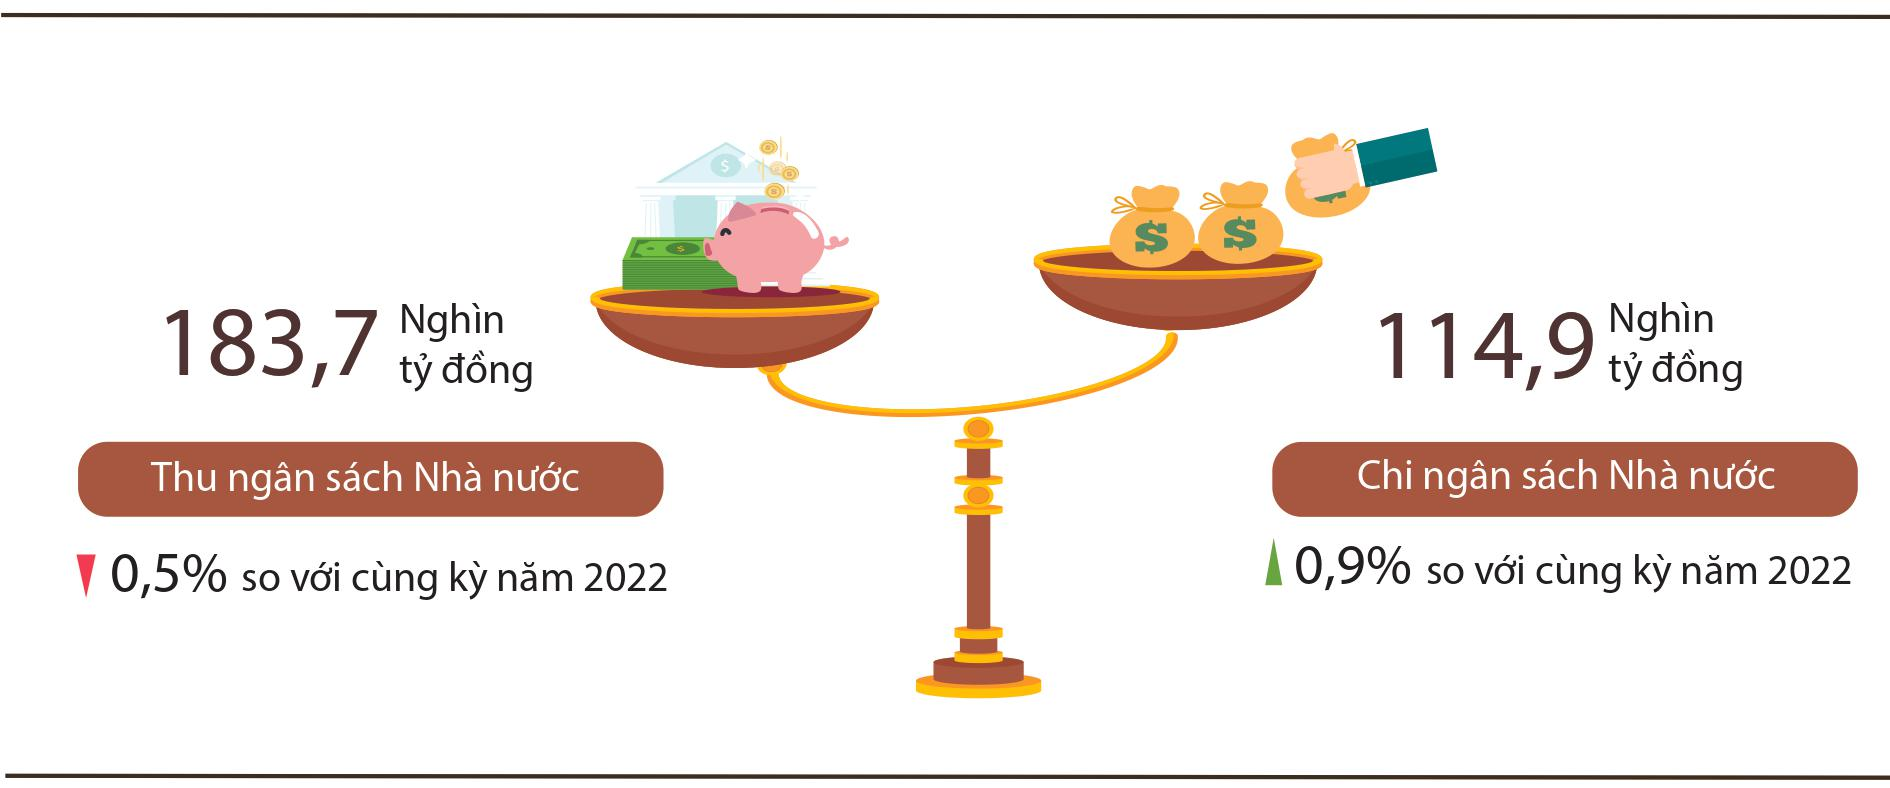 183,7 Nghìn
tỷ đồng
Thu ngân sách Nhà nước
0,5% so với cùng kỳ năm 2022
$
$
$
$
114,9 Nghìn
tỷ đồng
Chi ngân sách Nhà nước
0,9% so với cùng kỳ năm 2022